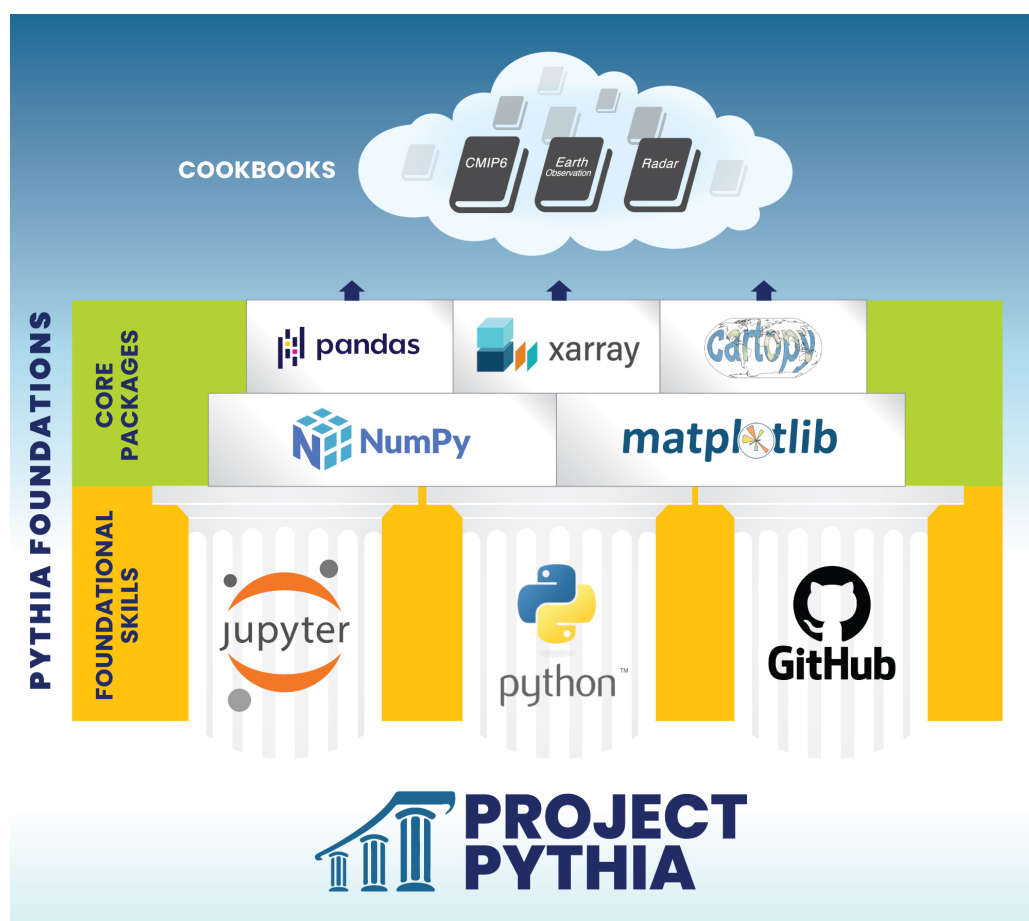 COOKBOOKS
CMIP6
Earth
Observation
Radar
PYTHIA FOUNDATIONS
CORE
PACKAGES
pandas
xarray
cartopy
NumPy
matplotlib
FOUNDATIONAL
SKILLS
jupyter
python™
GitHub
PROJECT
PYTHIA